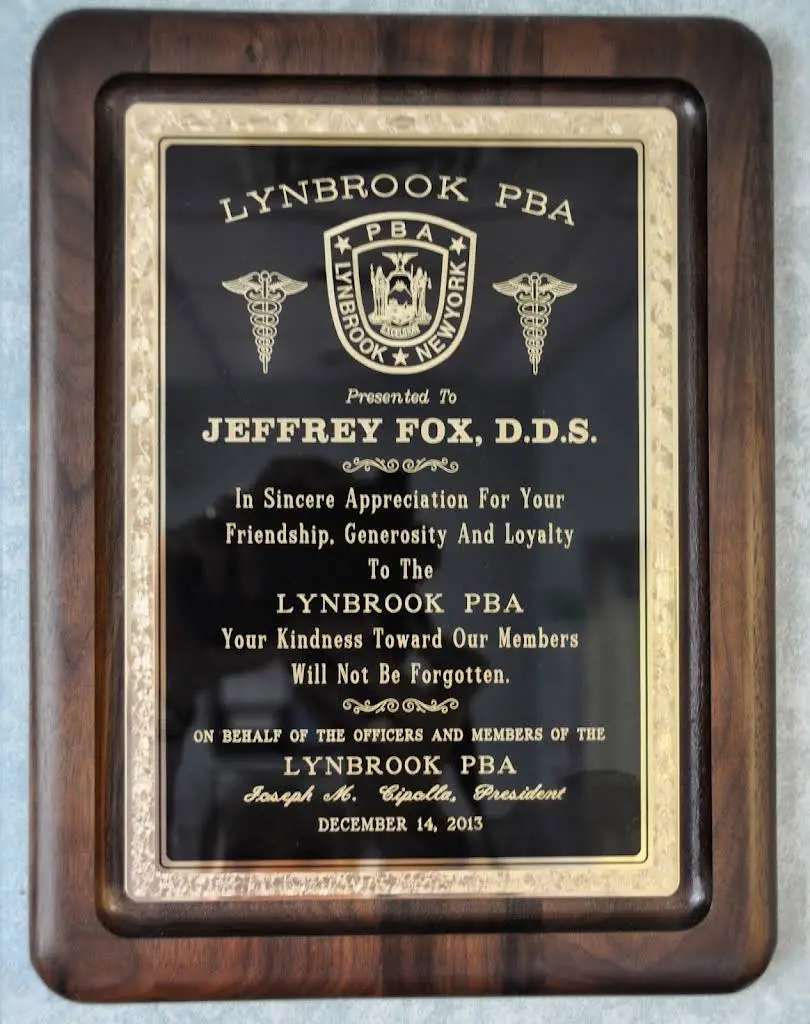 LYNBROOK PBA
PBA
LYNBROOK ★ NEW YORK
EXCELSIOR
Presented To
JEFFREY FOX, D.D.S.
In Sincere Appreciation For Your
Friendship, Generosity And Loyalty
To The
LYNBROOK PBA
Your Kindness Toward Our Members
Will Not Be Forgotten.
ON BEHALF OF THE OFFICERS AND MEMBERS OF THE
LYNBROOK PBA
Joseph M. Cipolla, President
DECEMBER 14, 2013